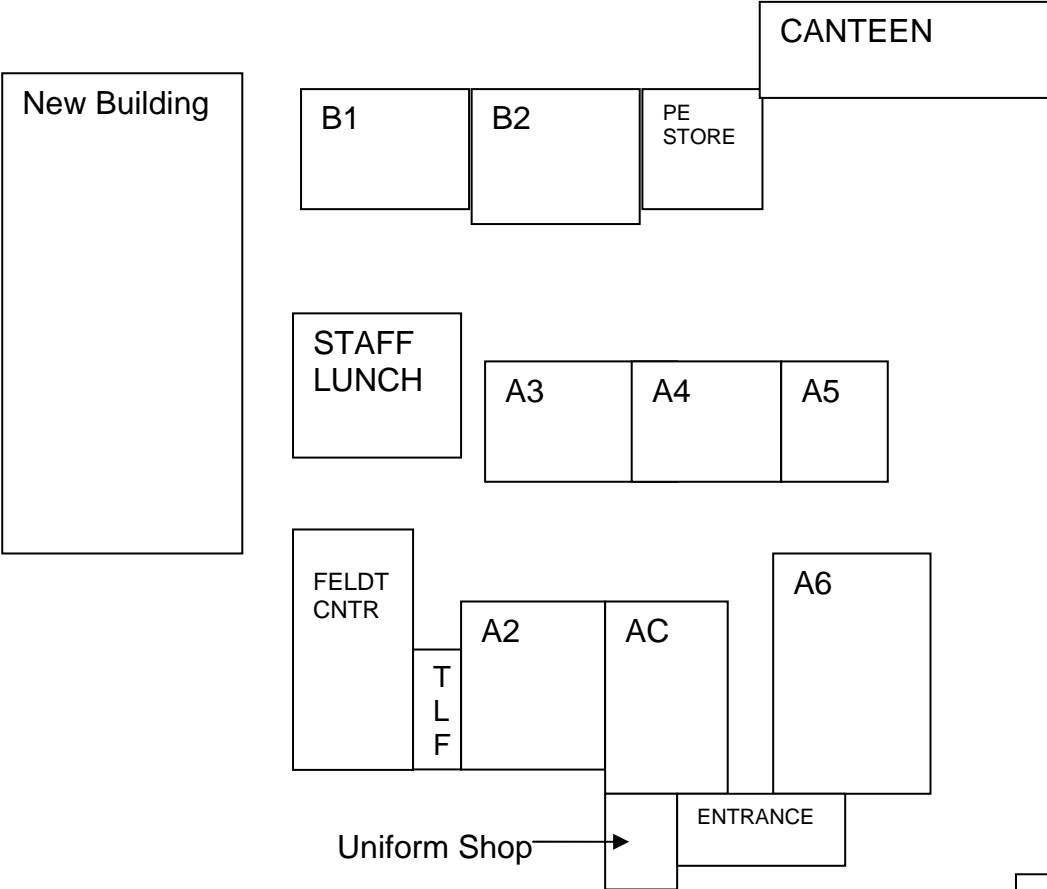 CANTEEN
New Building
B1
B2
PE
STORE
STAFF
LUNCH
A3
A4
A5
FELDT
CNTR
A6
A2
AC
T
L
F
ENTRANCE
Uniform Shop